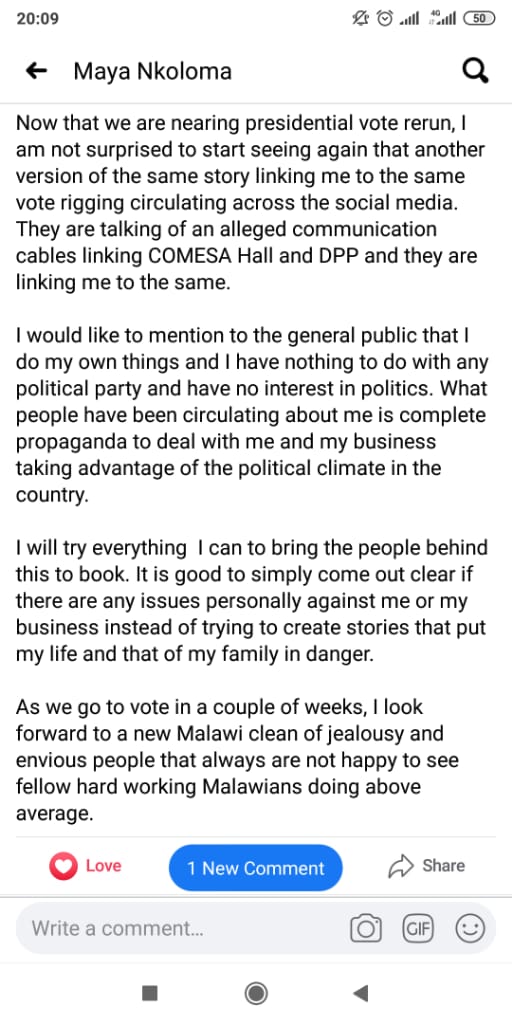 20:09
4G
50
Maya Nkoloma
Now that we are nearing presidential vote rerun, I
am not surprised to start seeing again that another
version of the same story linking me to the same
vote rigging circulating across the social media.
They are talking of an alleged communication
cables linking COMESA Hall and DPP and they are
linking me to the same.
I would like to mention to the general public that I
do my own things and I have nothing to do with any
political party and have no interest in politics. What
people have been circulating about me is complete
propaganda to deal with me and my business
taking advantage of the political climate in the
country.
I will try everything  I can to bring the people behind
this to book. It is good to simply come out clear if
there are any issues personally against me or my
business instead of trying to create stories that put
my life and that of my family in danger.
As we go to vote in a couple of weeks, I look
forward to a new Malawi clean of jealousy and
envious people that always are not happy to see
fellow hard working Malawians doing above
average.
Love
1 New Comment
Share
Write a comment...
GIF